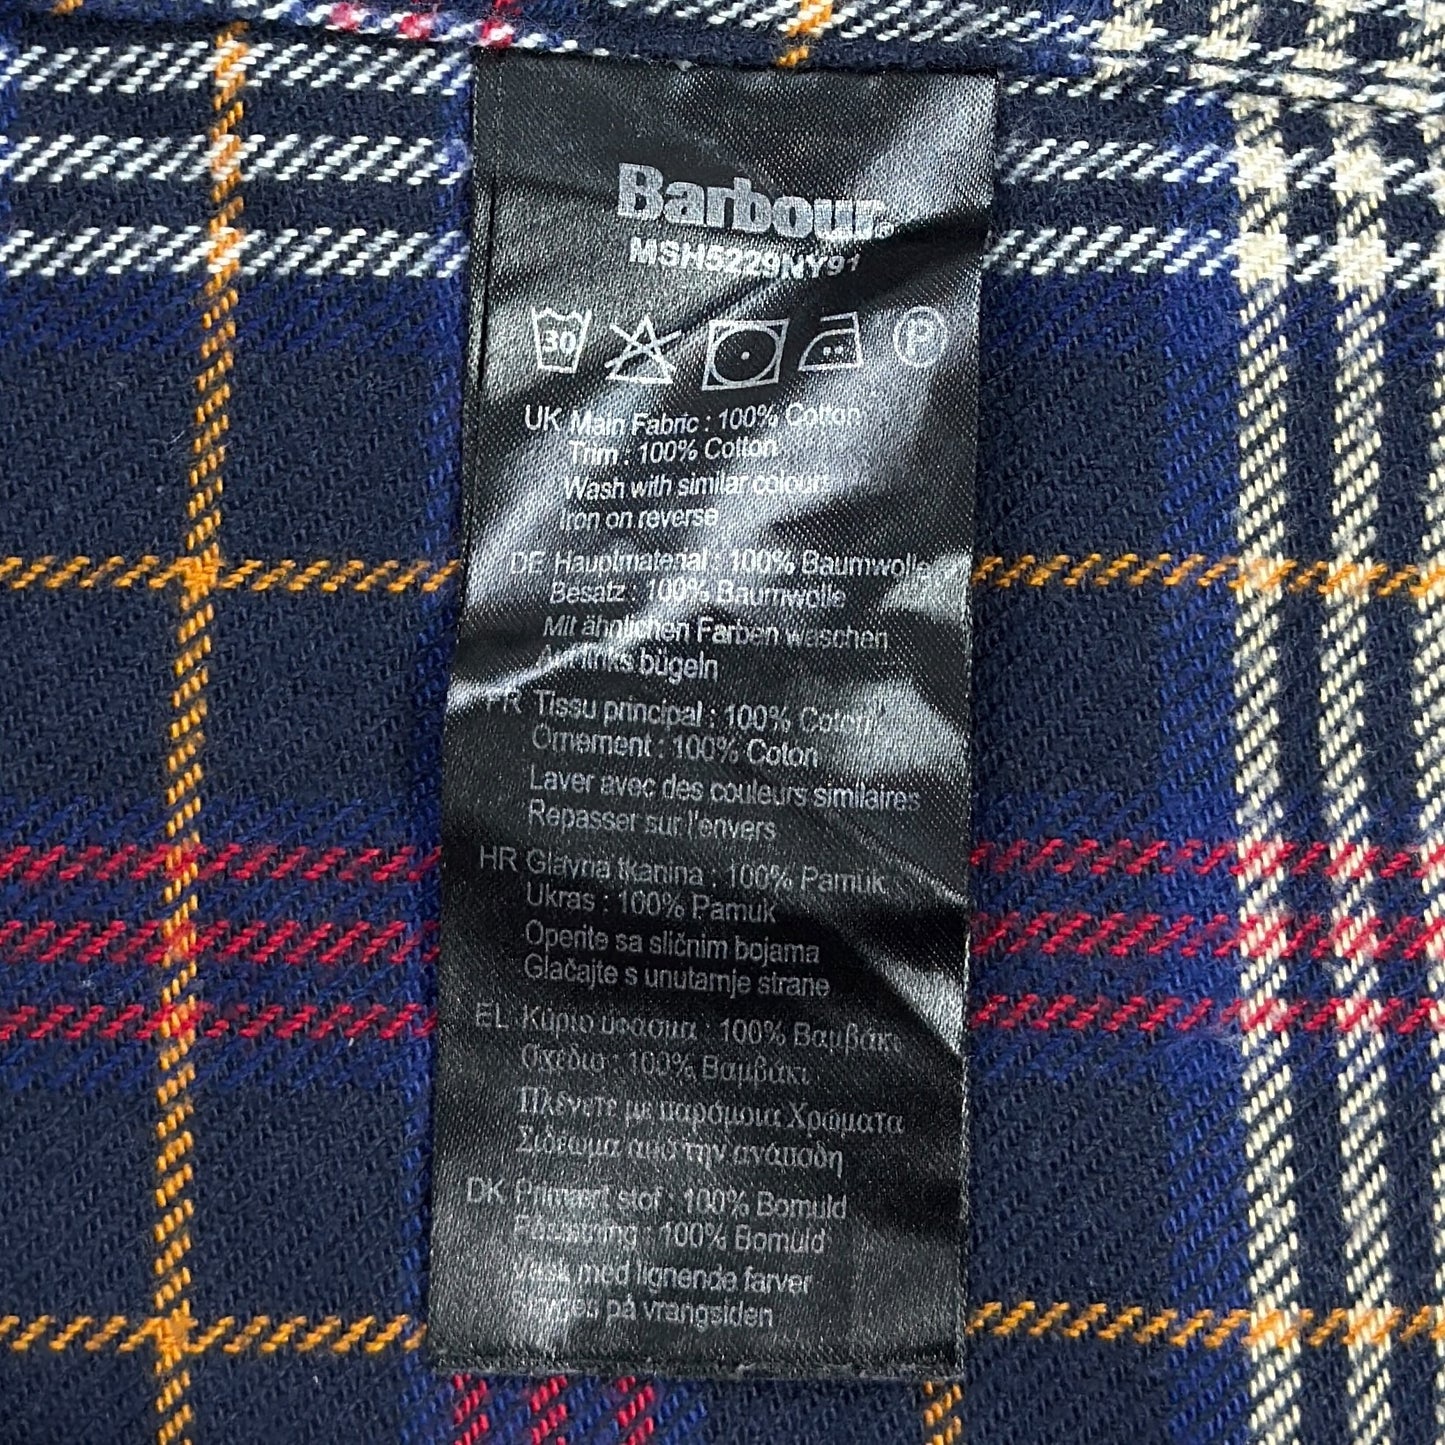 Barbour®
MSH5229NY91
30 P
UK Main Fabric : 100% Cotton
Trim : 100% Cotton
Wash with similar colours
Iron on reverse
DE Hauptmaterial : 100% Baumwolle
Besatz : 100% Baumwolle
Mit ähnlichen Farben waschen
Auf links bügeln
FR Tissu principal : 100% Coton
Ornement : 100% Coton
Laver avec des couleurs similaires
Repasser sur l'envers
HR Glavna tkanina : 100% Pamuk
Ukras : 100% Pamuk
Operite sa sličnim bojama
Glačajte s unutarnje strane
EL Κύριο ύφασμα : 100% Βαμβάκι
Σχέδιο : 100% Βαμβάκι
Πλένετε με παρόμοια Χρώματα
Σιδέρωμα από την ανάποδη
DK Primært stof : 100% Bomuld
100% Bomuld
Vask med lignende farver
Stryges på vrangsiden